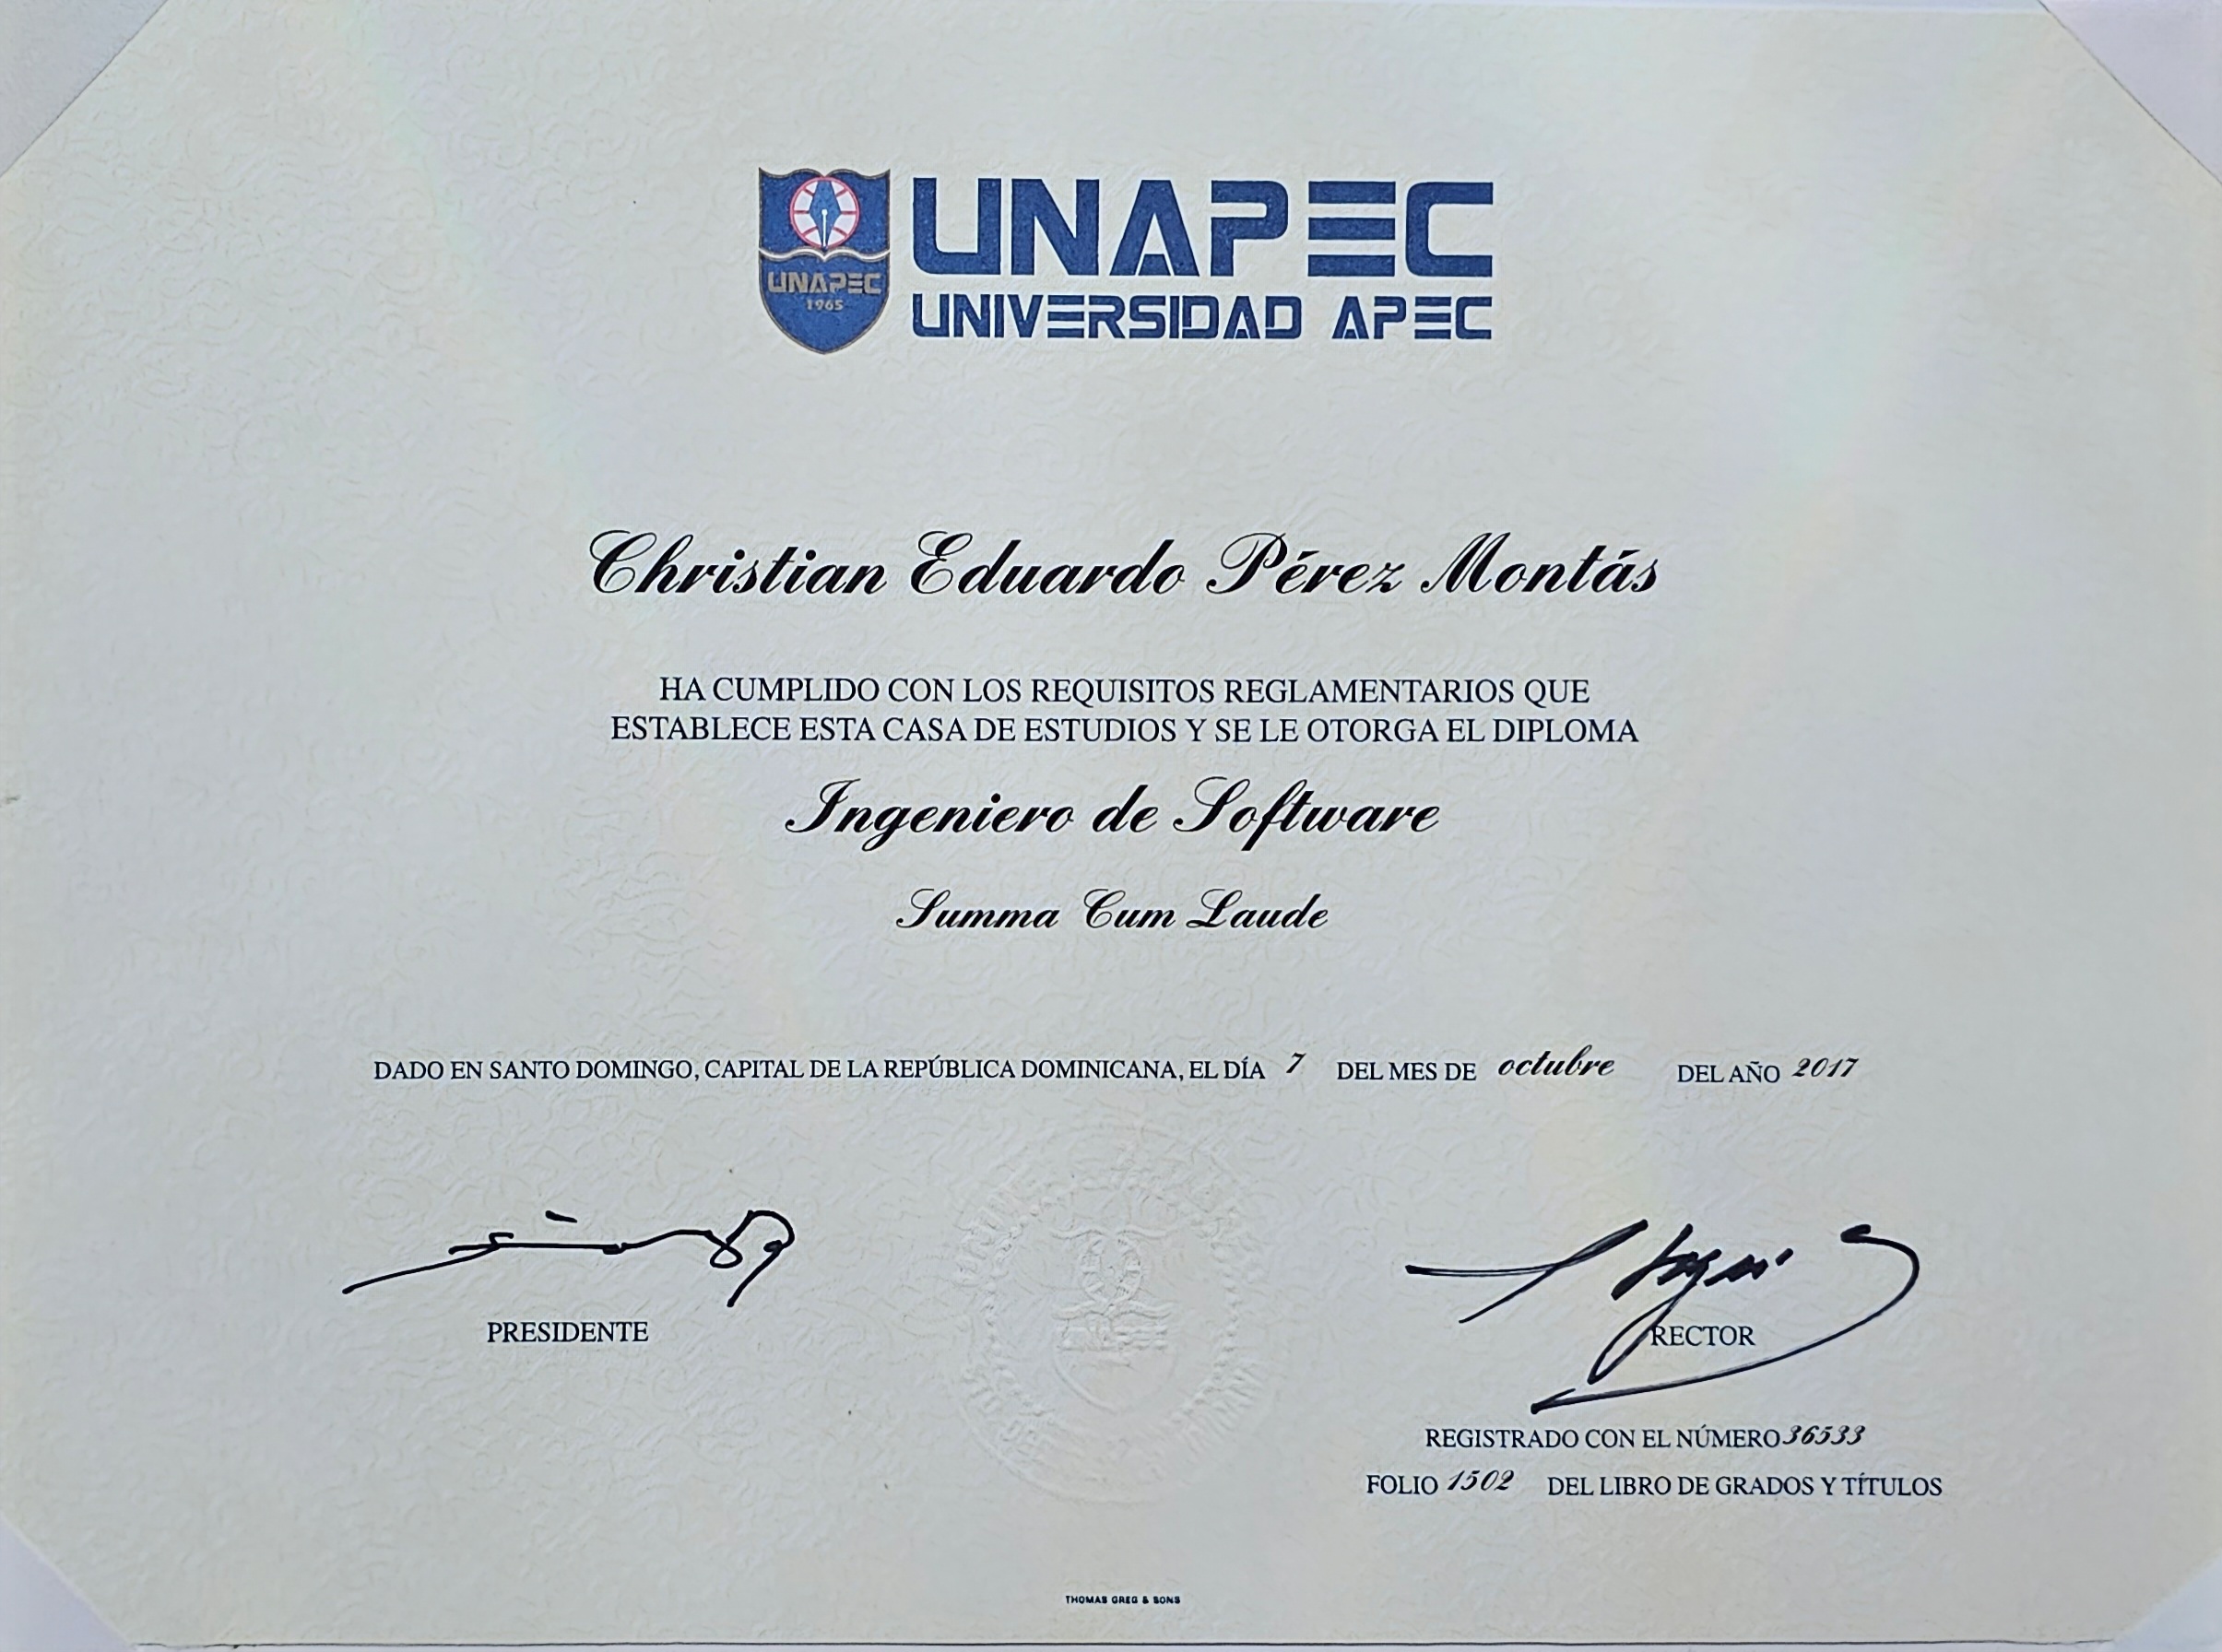 UNAPEC
UNIVERSIDAD APEC
UNAPEC
1965
Christian Eduardo Pérez Montás
HA CUMPLIDO CON LOS REQUISITOS REGLAMENTARIOS QUE
ESTABLECE ESTA CASA DE ESTUDIOS Y SE LE OTORGA EL DIPLOMA
Ingeniero de Software
Summa Cum Laude
DADO EN SANTO DOMINGO, CAPITAL DE LA REPÚBLICA DOMINICANA, EL DÍA 7 DEL MES DE octubre DEL AÑO 2017
PRESIDENTE
RECTOR
REGISTRADO CON EL NÚMERO 36533
FOLIO 1502 DEL LIBRO DE GRADOS Y TÍTULOS
THOMAS GREG & SONS